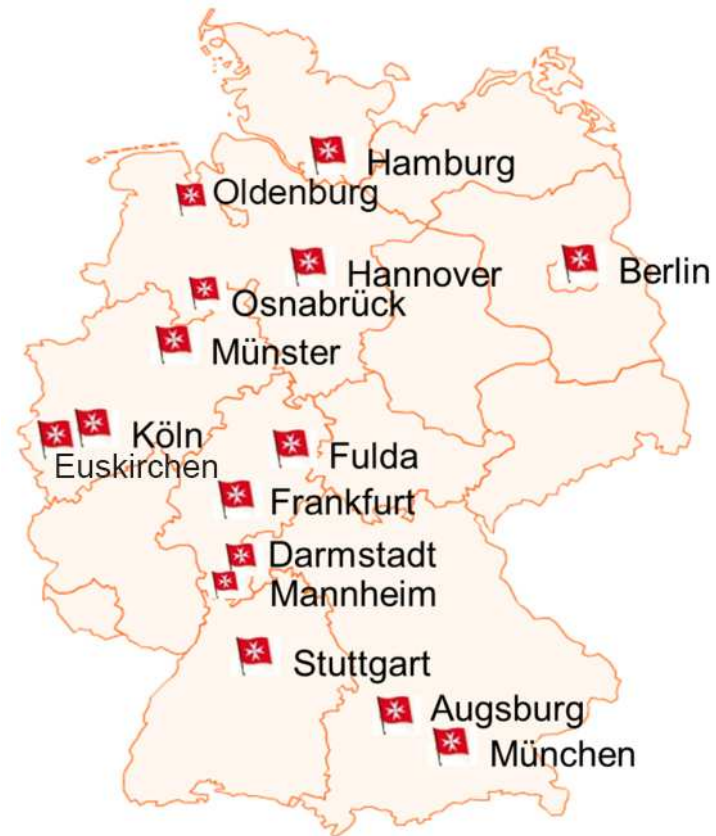 Hamburg
Oldenburg
Hannover
Berlin
Osnabrück
Münster
Köln
Euskirchen
Fulda
Frankfurt
Darmstadt
Mannheim
Stuttgart
Augsburg
München